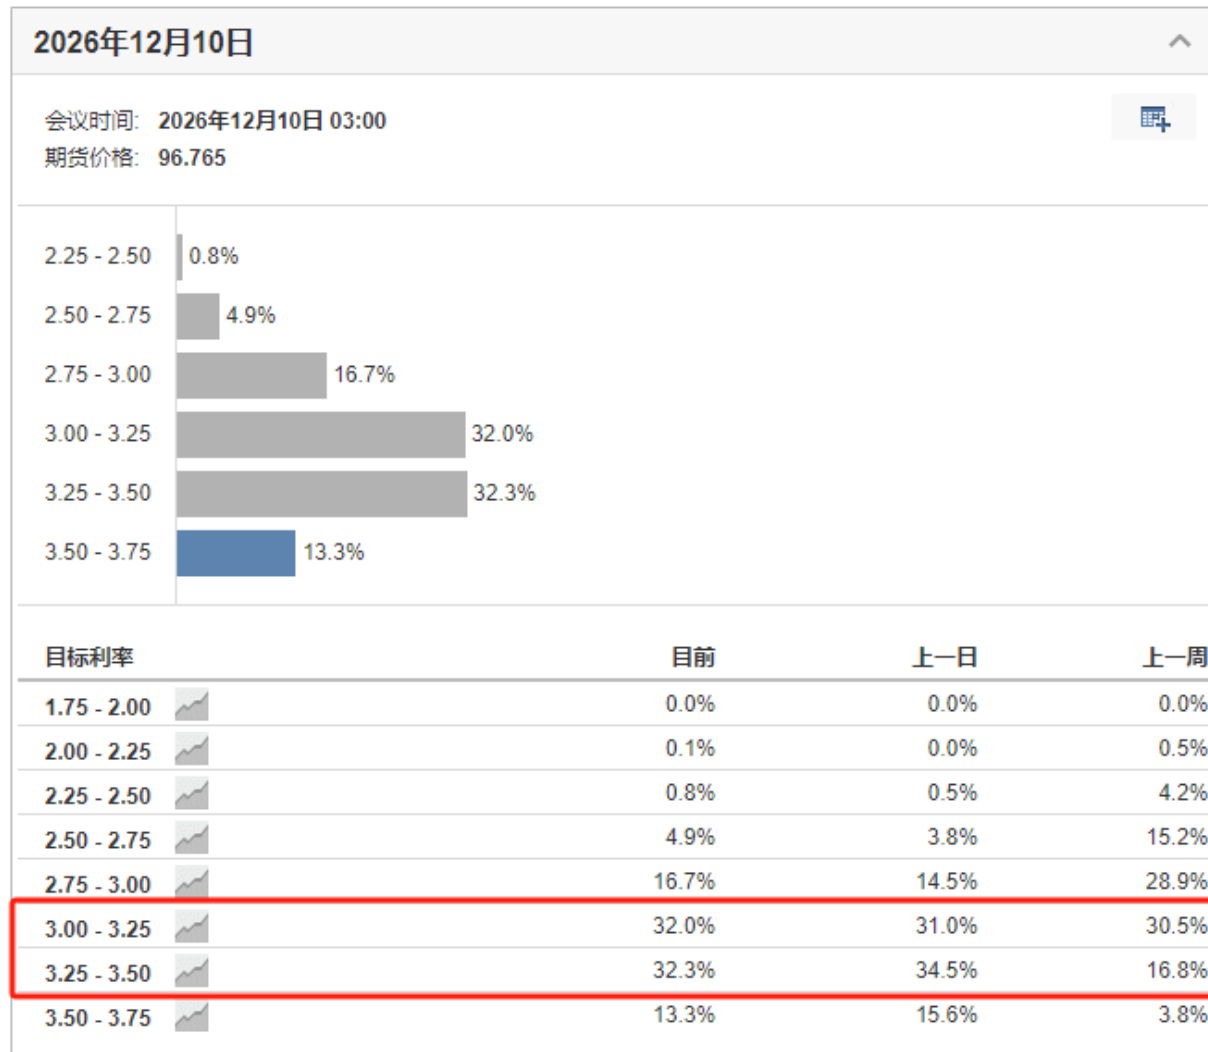 2026年12月10日
会议时间: 2026年12月10日 03:00
期货价格: 96.765
2.25 - 2.50 0.8%
2.50 - 2.75 4.9%
2.75 - 3.00 16.7%
3.00 - 3.25 32.0%
3.25 - 3.50 32.3%
3.50 - 3.75 13.3%
目标利率 目前 上一日 上一周
1.75 - 2.00 0.0% 0.0% 0.0%
2.00 - 2.25 0.1% 0.0% 0.5%
2.25 - 2.50 0.8% 0.5% 4.2%
2.50 - 2.75 4.9% 3.8% 15.2%
2.75 - 3.00 16.7% 14.5% 28.9%
3.00 - 3.25 32.0% 31.0% 30.5%
3.25 - 3.50 32.3% 34.5% 16.8%
3.50 - 3.75 13.3% 15.6% 3.8%